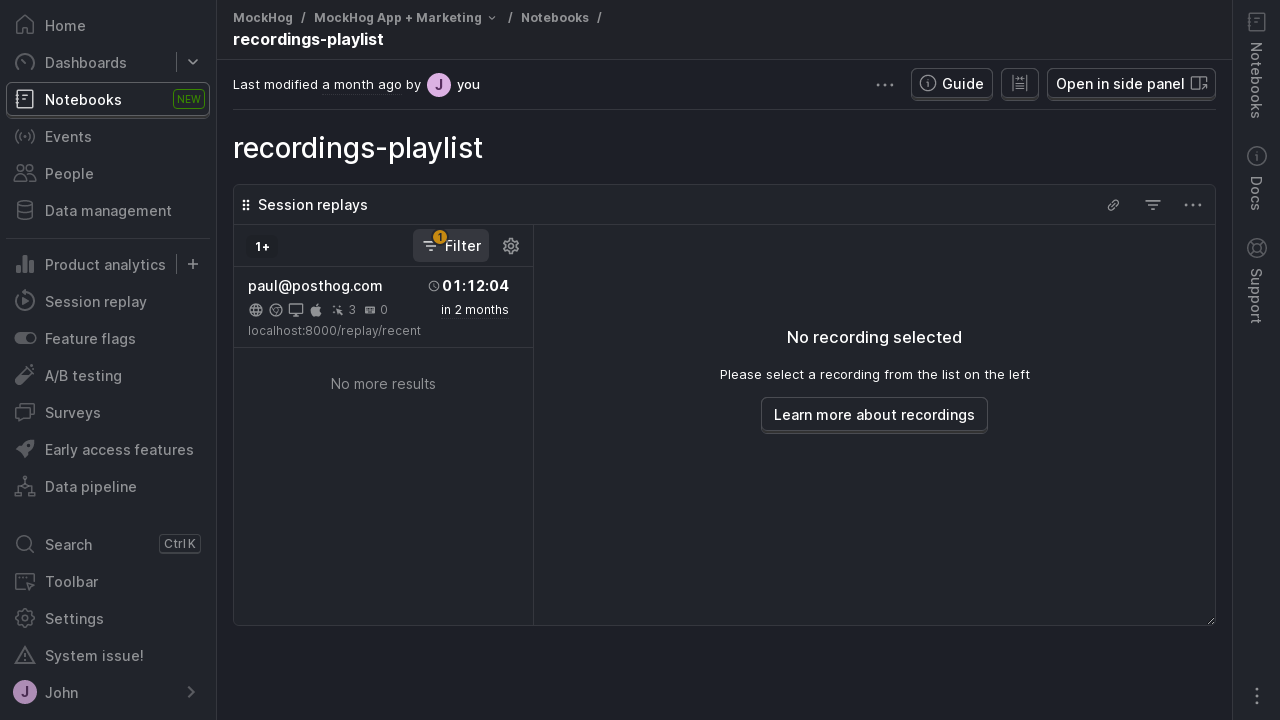 Home
Dashboards
Notebooks NEW
Events
People
Data management
Product analytics
Session replay
Feature flags
A/B testing
Surveys
Early access features
Data pipeline
Search Ctrl K
Toolbar
Settings
System issue!
J John
MockHog / MockHog App + Marketing / Notebooks /
recordings-playlist
Last modified a month ago by J you
Guide
Open in side panel
recordings-playlist
Session replays
1+
1 Filter
paul@posthog.com 01:12:04
3 0 in 2 months
localhost:8000/replay/recent
No more results
No recording selected
Please select a recording from the list on the left
Learn more about recordings
Notebooks
Docs
Support